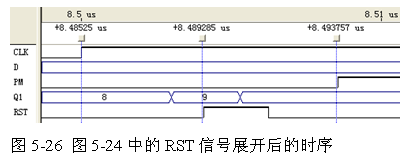 8.5 us 8.51 us
+8.48525 us +8.489285 us +8.493757 us
CLK
D
PM
Q1 8 9
RST
图 5-26 图 5-24 中的 RST 信号展开后的时序